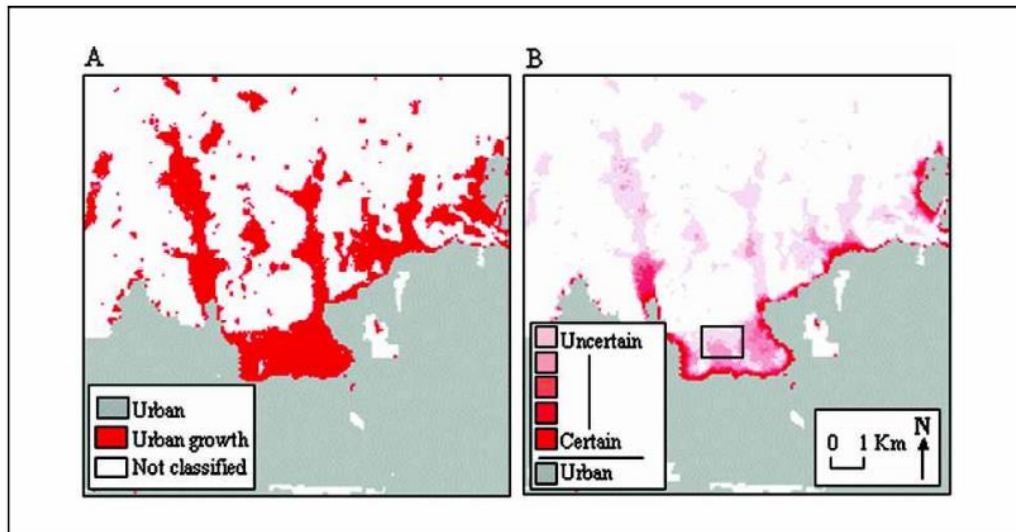 A
B
Urban
Urban growth
Not classified
Uncertain
Certain
Urban
0 1 Km
N